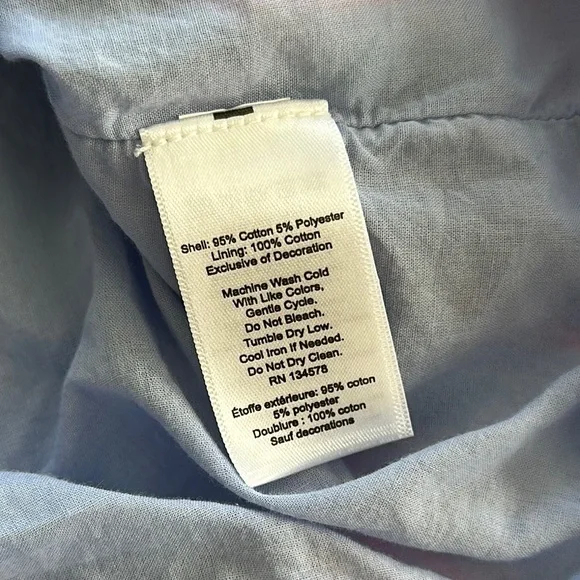 Shell: 95% Cotton 5% Polyester
Lining: 100% Cotton
Exclusive of Decoration
Machine Wash Cold
With Like Colors,
Gentle Cycle.
Do Not Bleach.
Tumble Dry Low.
Cool Iron If Needed.
Do Not Dry Clean.
RN 134578
Étoffe extérieure: 95% coton
5% polyester
Doublure : 100% coton
Sauf decorations